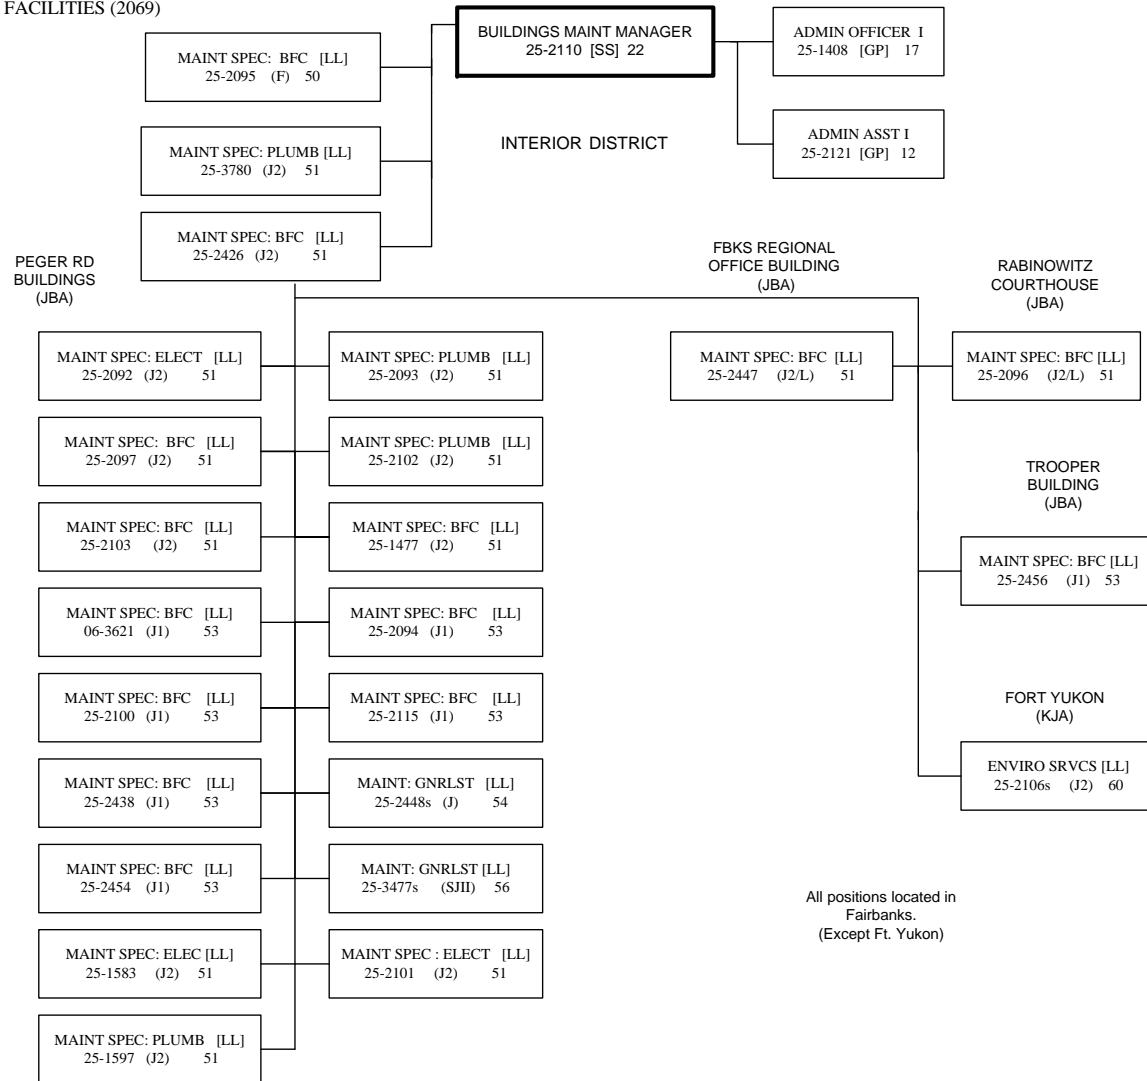 FACILITIES (2069)
BUILDINGS MAINT MANAGER
25-2110 [SS] 22
ADMIN OFFICER I
25-1408 [GP] 17
MAINT SPEC: BFC [LL]
25-2095 (F) 50
ADMIN ASST I
25-2121 [GP] 12
INTERIOR DISTRICT
MAINT SPEC: PLUMB [LL]
25-3780 (J2) 51
MAINT SPEC: BFC [LL]
25-2426 (J2) 51
PEGER RD
BUILDINGS
(JBA)
FBKS REGIONAL
OFFICE BUILDING
(JBA)
RABINOWITZ
COURTHOUSE
(JBA)
MAINT SPEC: ELECT [LL]
25-2092 (J2) 51
MAINT SPEC: PLUMB [LL]
25-2093 (J2) 51
MAINT SPEC: BFC [LL]
25-2447 (J2/L) 51
MAINT SPEC: BFC [LL]
25-2096 (J2/L) 51
MAINT SPEC: BFC [LL]
25-2097 (J2) 51
MAINT SPEC: PLUMB [LL]
25-2102 (J2) 51
TROOPER
BUILDING
(JBA)
MAINT SPEC: BFC [LL]
25-2103 (J2) 51
MAINT SPEC: BFC [LL]
25-1477 (J2) 51
MAINT SPEC: BFC [LL]
25-2456 (J1) 53
MAINT SPEC: BFC [LL]
06-3621 (J1) 53
MAINT SPEC: BFC [LL]
25-2094 (J1) 53
MAINT SPEC: BFC [LL]
25-2100 (J1) 53
MAINT SPEC: BFC [LL]
25-2115 (J1) 53
FORT YUKON
(KJA)
MAINT SPEC: BFC [LL]
25-2438 (J1) 53
MAINT: GNRLST [LL]
25-2448s (J) 54
ENVIRO SRVCS [LL]
25-2106s (J2) 60
MAINT SPEC: BFC [LL]
25-2454 (J1) 53
MAINT: GNRLST [LL]
25-3477s (SJII) 56
All positions located in
Fairbanks.
(Except Ft. Yukon)
MAINT SPEC: ELEC [LL]
25-1583 (J2) 51
MAINT SPEC : ELECT [LL]
25-2101 (J2) 51
MAINT SPEC: PLUMB [LL]
25-1597 (J2) 51